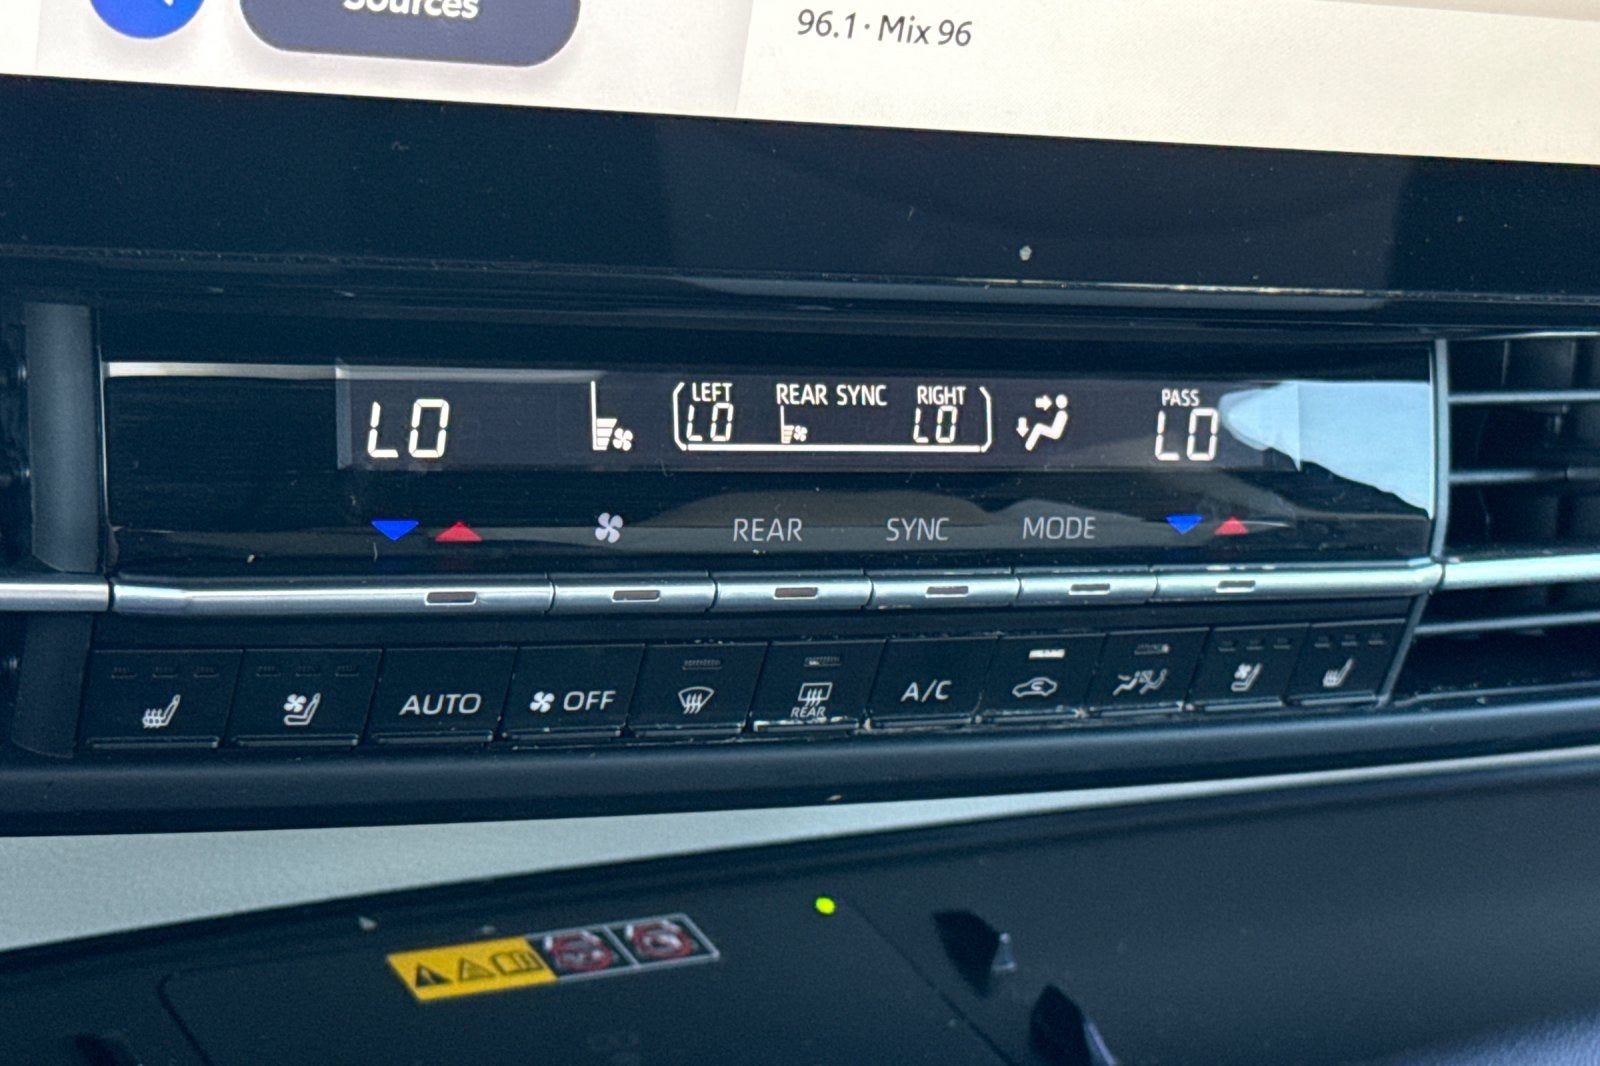 Sources
96.1 · Mix 96
LO
LEFT
LO
REAR SYNC
RIGHT
LO
PASS
LO
REAR
SYNC
MODE
AUTO
OFF
REAR
A/C